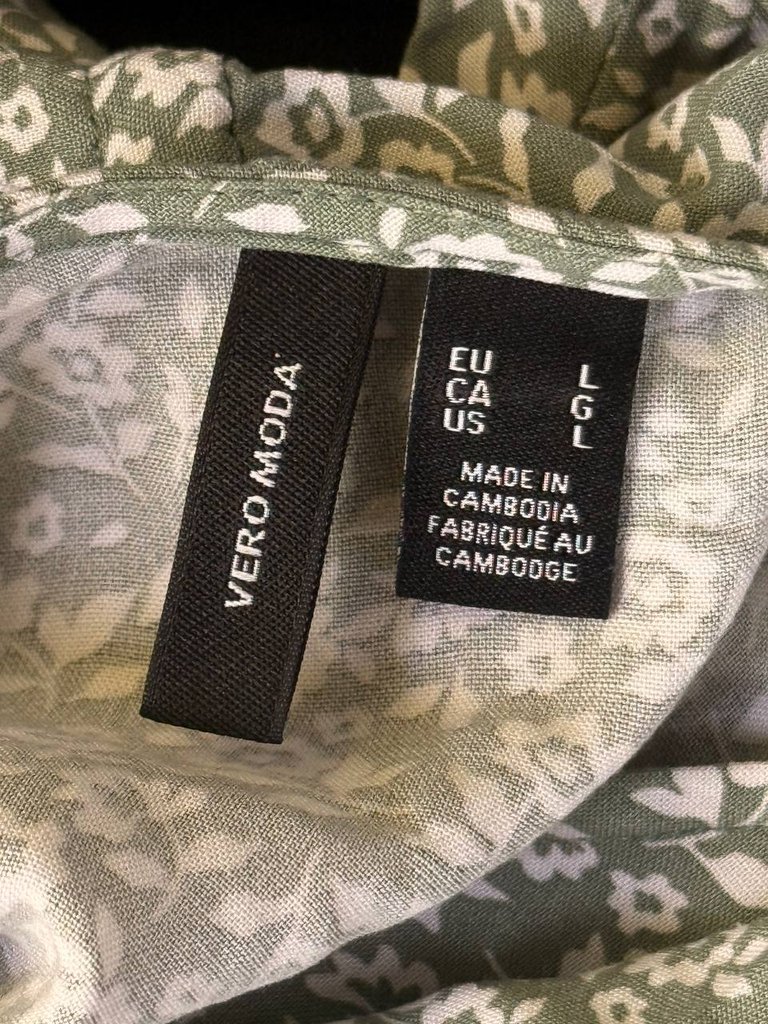 VERO MODA
EU L
CA G
US L
MADE IN
CAMBODIA
FABRIQUÉ AU
CAMBODGE